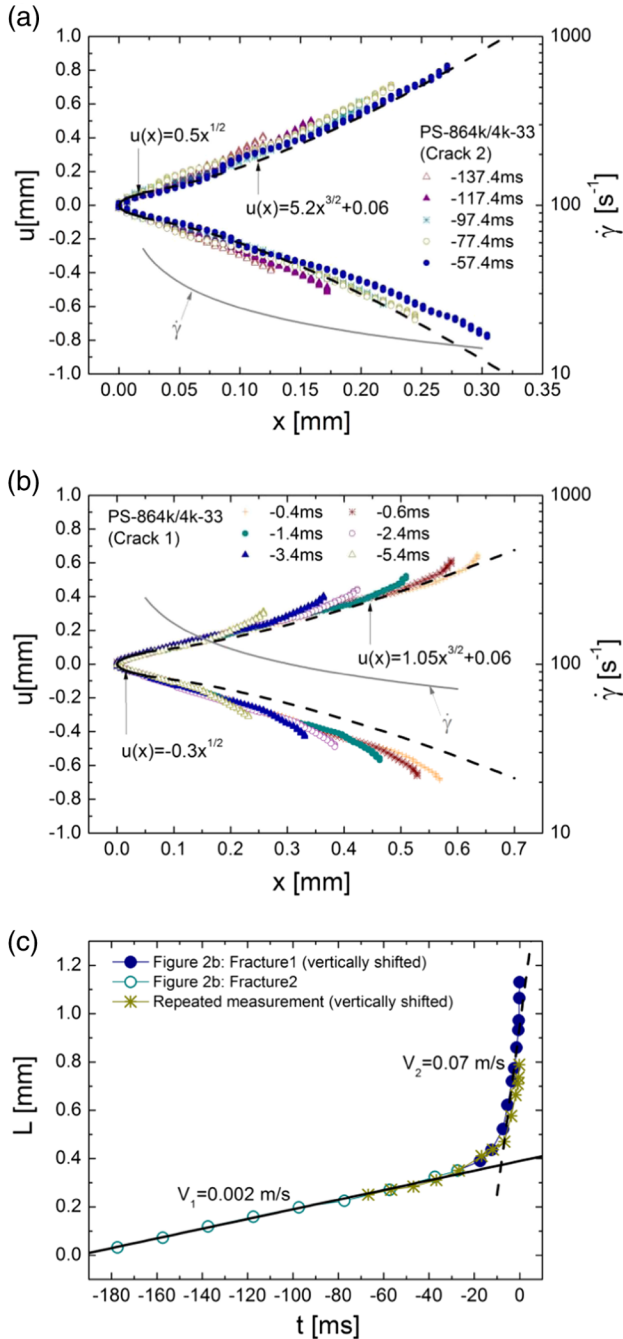 (a)
1.0
0.8
0.6
0.4
0.2
0.0
-0.2
-0.4
-0.6
-0.8
-1.0
u[mm]
u(x)=0.5x^1/2
u(x)=5.2x^3/2+0.06
PS-864k/4k-33
(Crack 2)
-137.4ms
-117.4ms
-97.4ms
-77.4ms
-57.4ms
γ̇
1000
100
10
γ̇ [s^-1]
0.00 0.05 0.10 0.15 0.20 0.25 0.30 0.35
x [mm]
(b)
1.0
0.8
0.6
0.4
0.2
0.0
-0.2
-0.4
-0.6
-0.8
-1.0
u[mm]
PS-864k/4k-33
(Crack 1)
-0.4ms -0.6ms
-1.4ms -2.4ms
-3.4ms -5.4ms
u(x)=1.05x^3/2+0.06
γ̇
u(x)=-0.3x^1/2
1000
100
10
γ̇ [s^-1]
0.0 0.1 0.2 0.3 0.4 0.5 0.6 0.7
x [mm]
(c)
1.2
1.0
0.8
0.6
0.4
0.2
0.0
L [mm]
Figure 2b: Fracture1 (vertically shifted)
Figure 2b: Fracture2
Repeated measurement (vertically shifted)
V_2=0.07 m/s
V_1=0.002 m/s
-180 -160 -140 -120 -100 -80 -60 -40 -20 0
t [ms]